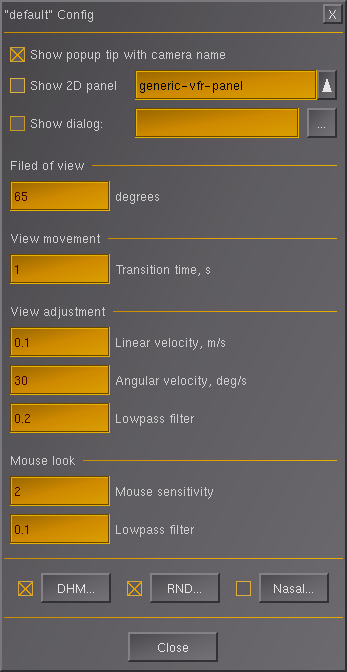 "default" Config X
Show popup tip with camera name
Show 2D panel generic-vfr-panel
Show dialog: ...
Filed of view
65 degrees
View movement
1 Transition time, s
View adjustment
0.1 Linear velocity, m/s
30 Angular velocity, deg/s
0.2 Lowpass filter
Mouse look
2 Mouse sensitivity
0.1 Lowpass filter
DHM... RND... Nasal...
Close